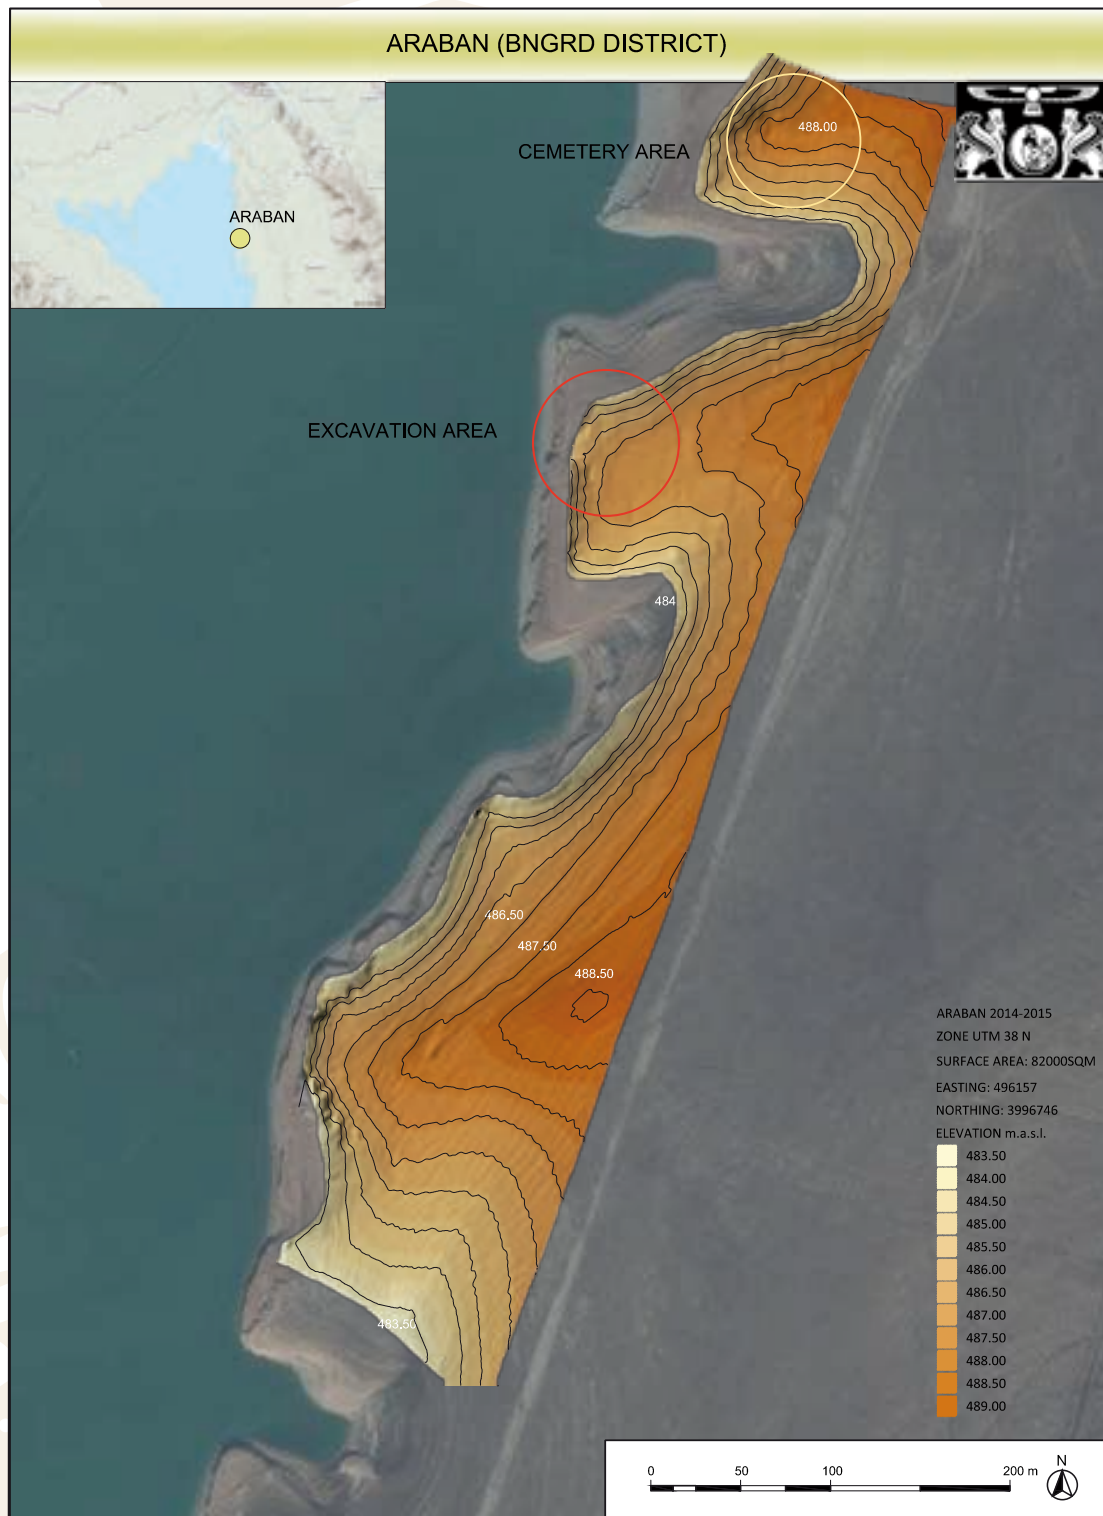 ARABAN (BNGRD DISTRICT)
ARABAN
CEMETERY AREA
488.00
EXCAVATION AREA
484
486.50
487.50
488.50
483.50
ARABAN 2014-2015
ZONE UTM 38 N
SURFACE AREA: 82000SQM
EASTING: 496157
NORTHING: 3996746
ELEVATION m.a.s.l.
483.50
484.00
484.50
485.00
485.50
486.00
486.50
487.00
487.50
488.00
488.50
489.00
0 50 100 200 m
N